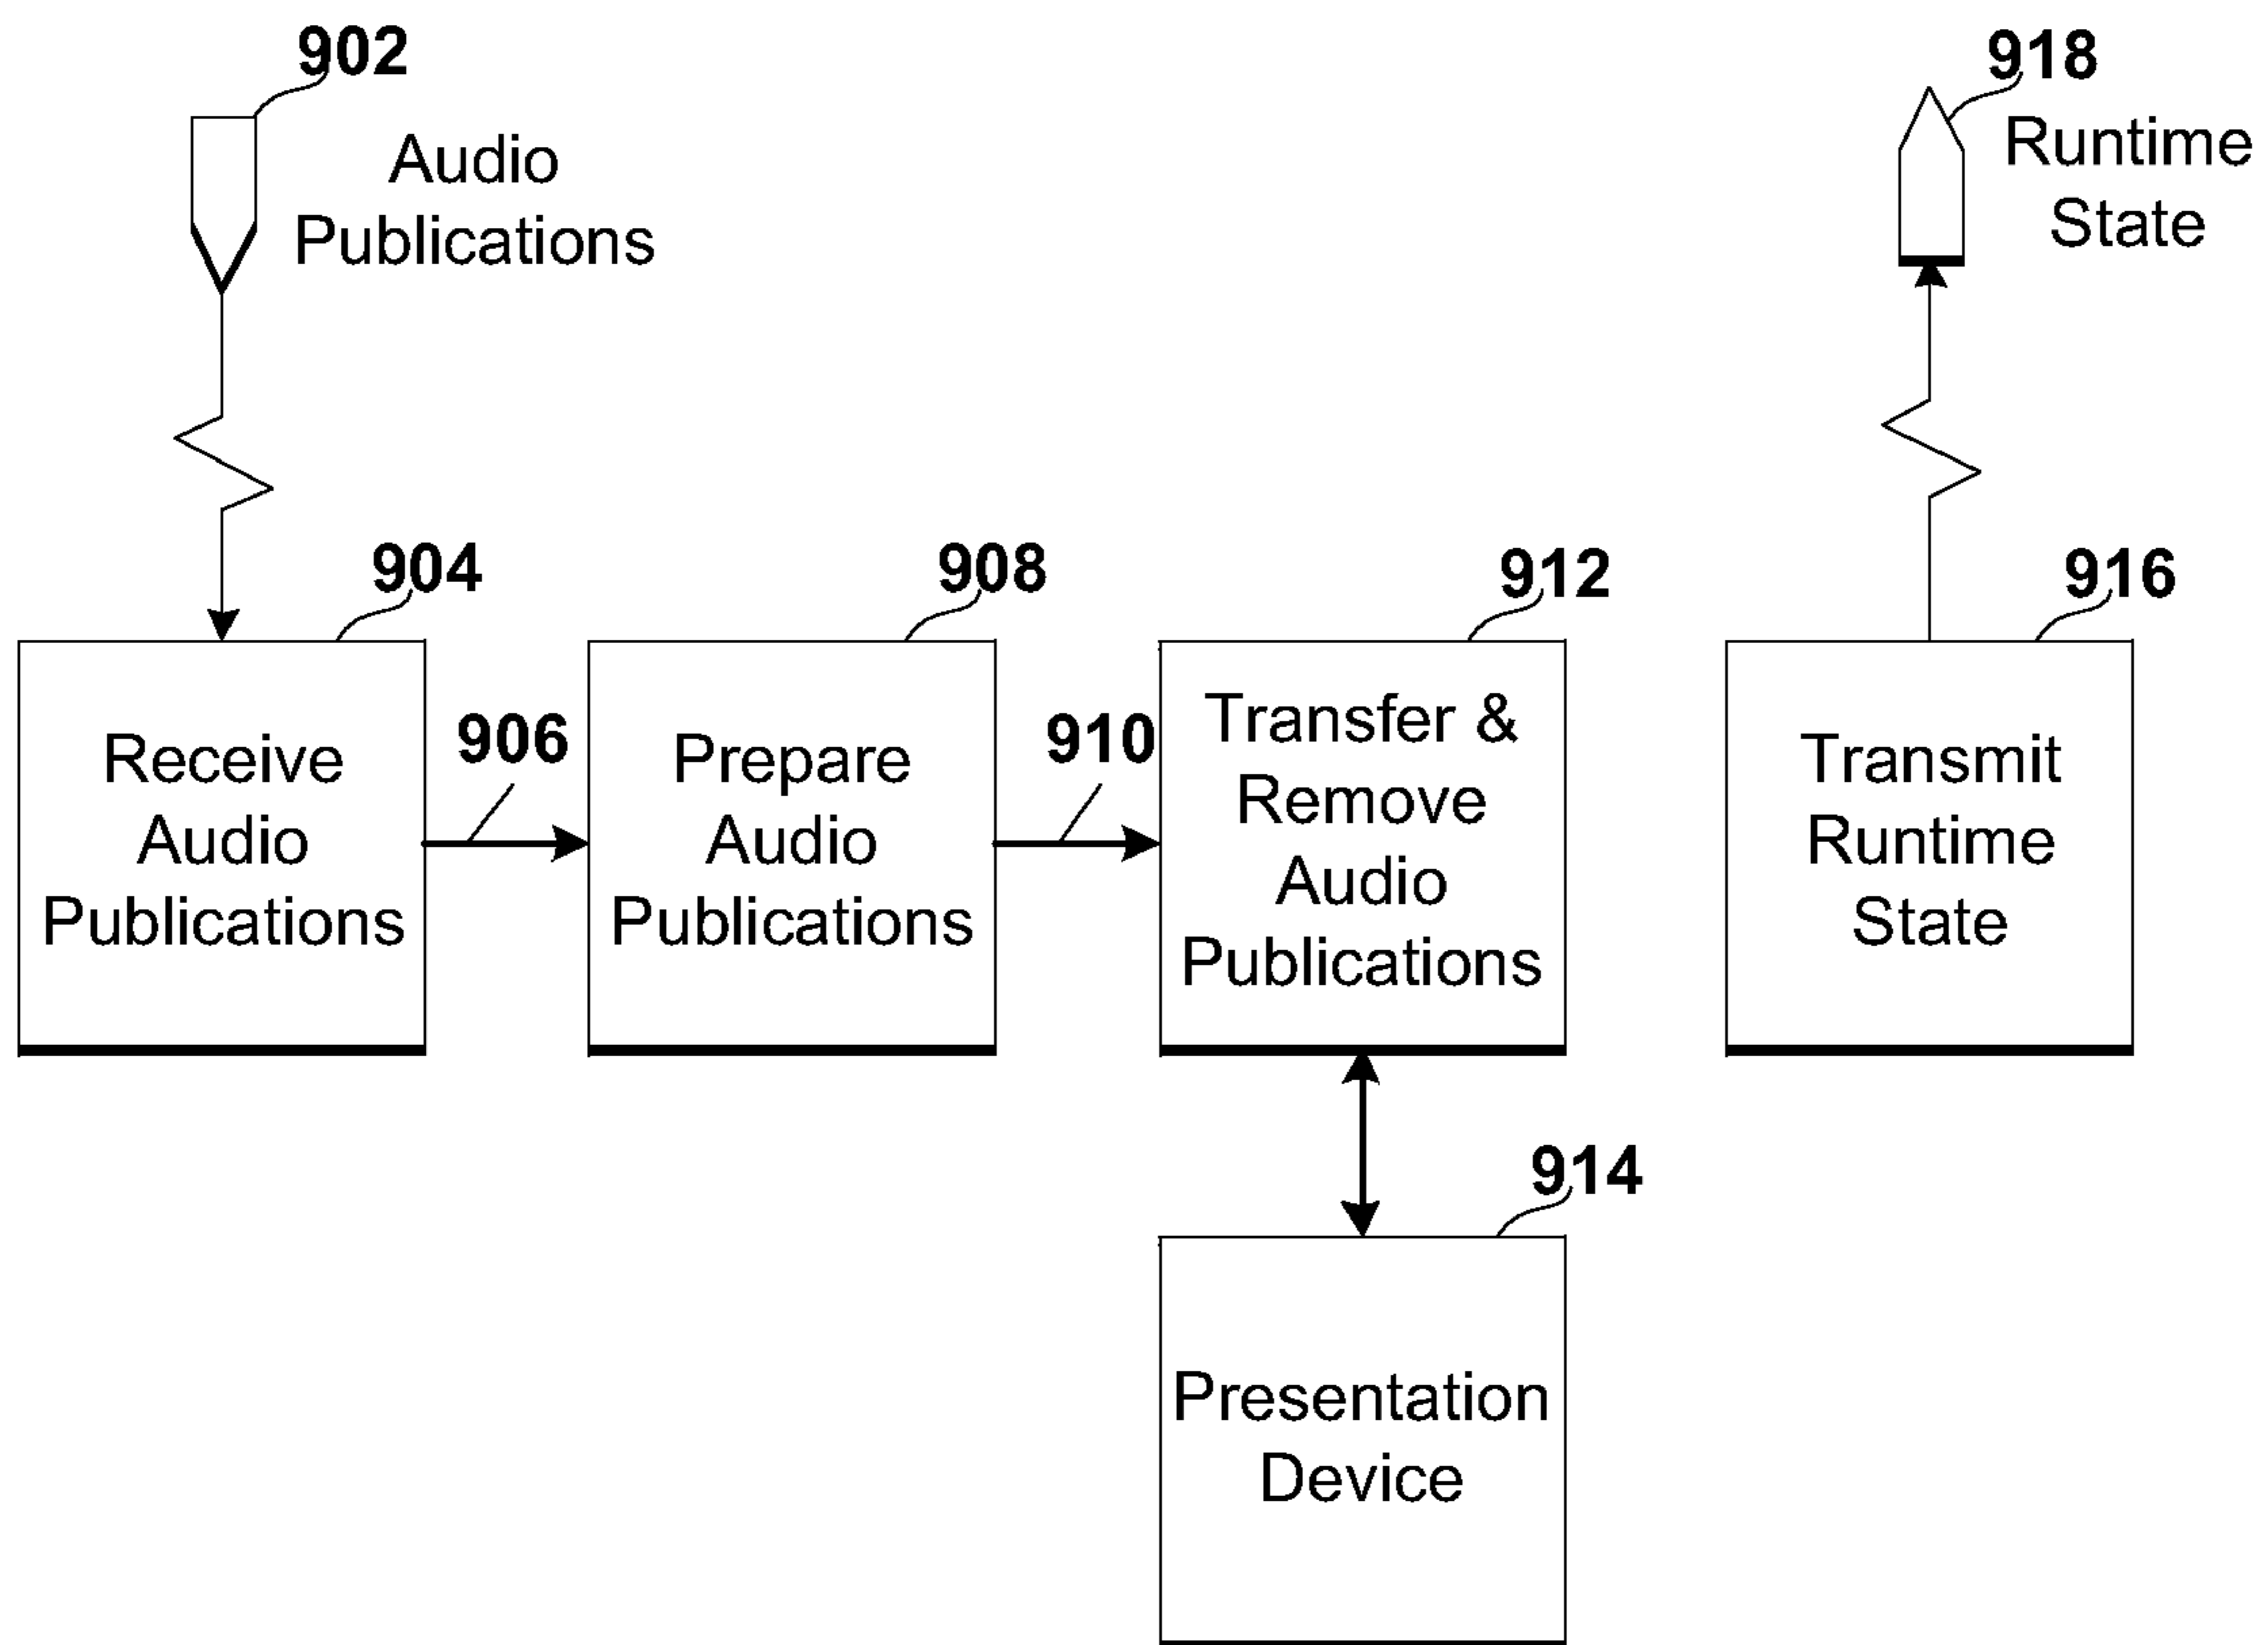 902
Audio
Publications
918
Runtime
State
904
Receive
Audio
Publications
906
908
Prepare
Audio
Publications
910
912
Transfer &
Remove
Audio
Publications
916
Transmit
Runtime
State
914
Presentation
Device